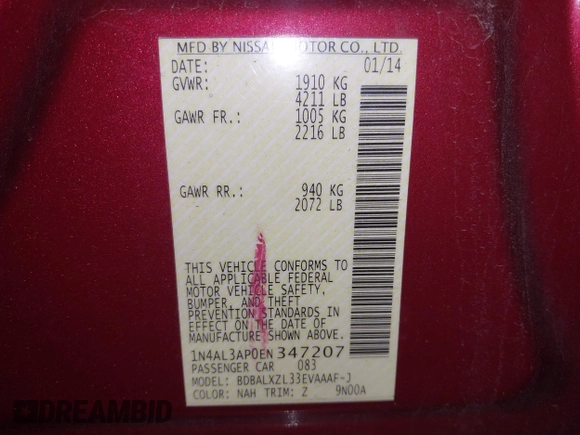 MFD BY NISSAN MOTOR CO., LTD.
DATE: 01/14
GVWR: 1910 KG
4211 LB
GAWR FR.: 1005 KG
2216 LB
GAWR RR.: 940 KG
2072 LB
THIS VEHICLE CONFORMS TO
ALL APPLICABLE FEDERAL
MOTOR VEHICLE SAFETY,
BUMPER, AND THEFT
PREVENTION STANDARDS IN
EFFECT ON THE DATE OF
MANUFACTURE SHOWN ABOVE.
1N4AL3AP0EN347207
PASSENGER CAR 083
MODEL: BDBALXZL33EVAAAF-J
COLOR: NAH TRIM: Z 9N00A
DREAMBID